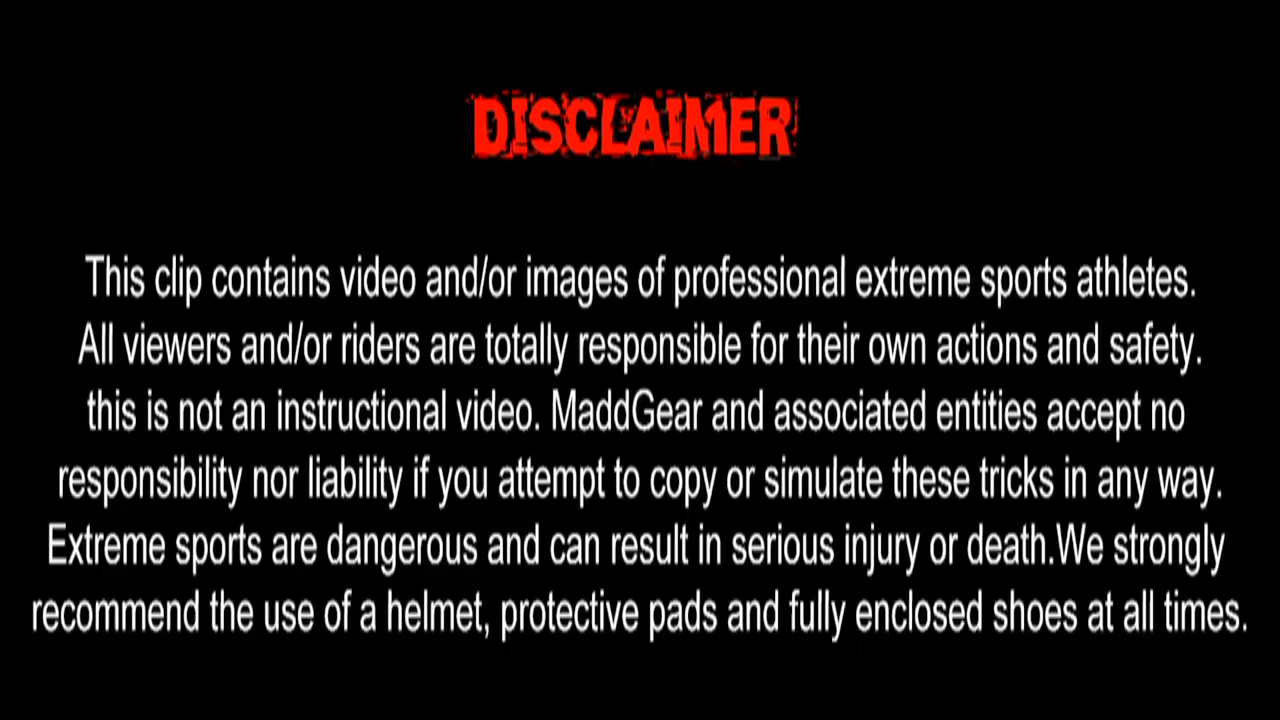 DISCLAIMER
This clip contains video and/or images of professional extreme sports athletes.
All viewers and/or riders are totally responsible for their own actions and safety.
this is not an instructional video. MaddGear and associated entities accept no
responsibility nor liability if you attempt to copy or simulate these tricks in any way.
Extreme sports are dangerous and can result in serious injury or death.We strongly
recommend the use of a helmet, protective pads and fully enclosed shoes at all times.